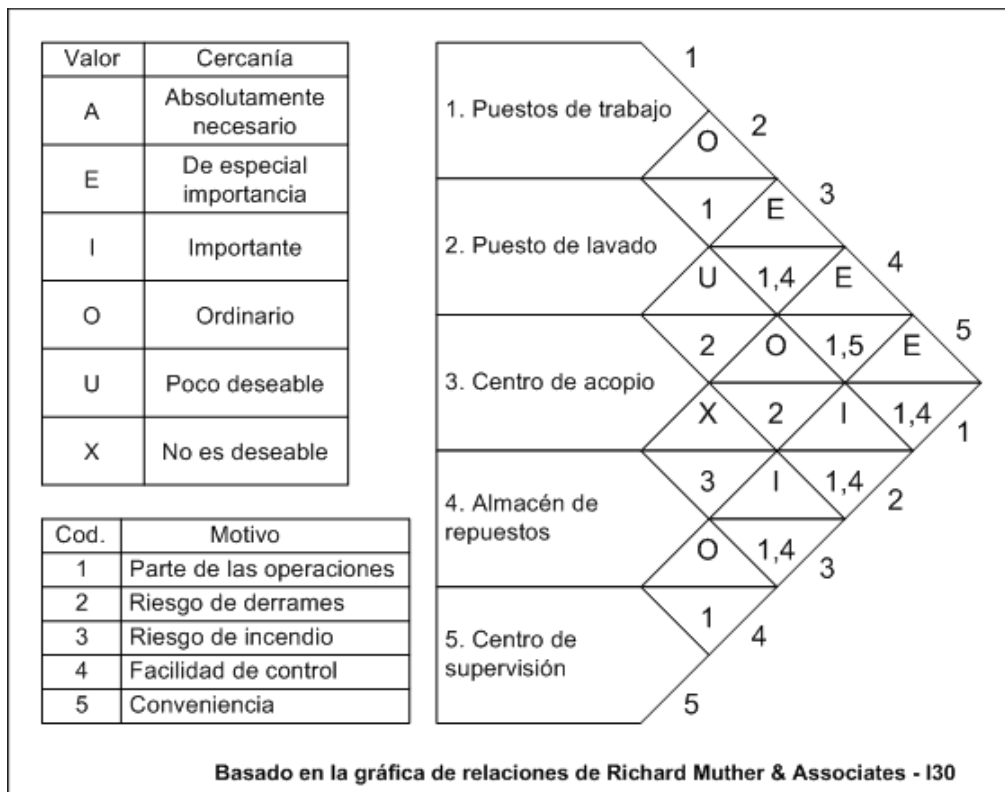 Valor Cercanía
A Absolutamente
necesario
E De especial
importancia
I Importante
O Ordinario
U Poco deseable
X No es deseable
Cod. Motivo
1 Parte de las operaciones
2 Riesgo de derrames
3 Riesgo de incendio
4 Facilidad de control
5 Conveniencia
1. Puestos de trabajo
2. Puesto de lavado
3. Centro de acopio
4. Almacén de
repuestos
5. Centro de
supervisión
1
2
O
3
1 E
4
U 1,4 E
5
2 O 1,5 E
X 2 I 1,4
1
3 I 1,4
2
O 1,4
3
1
4
5
Basado en la gráfica de relaciones de Richard Muther & Associates - I30